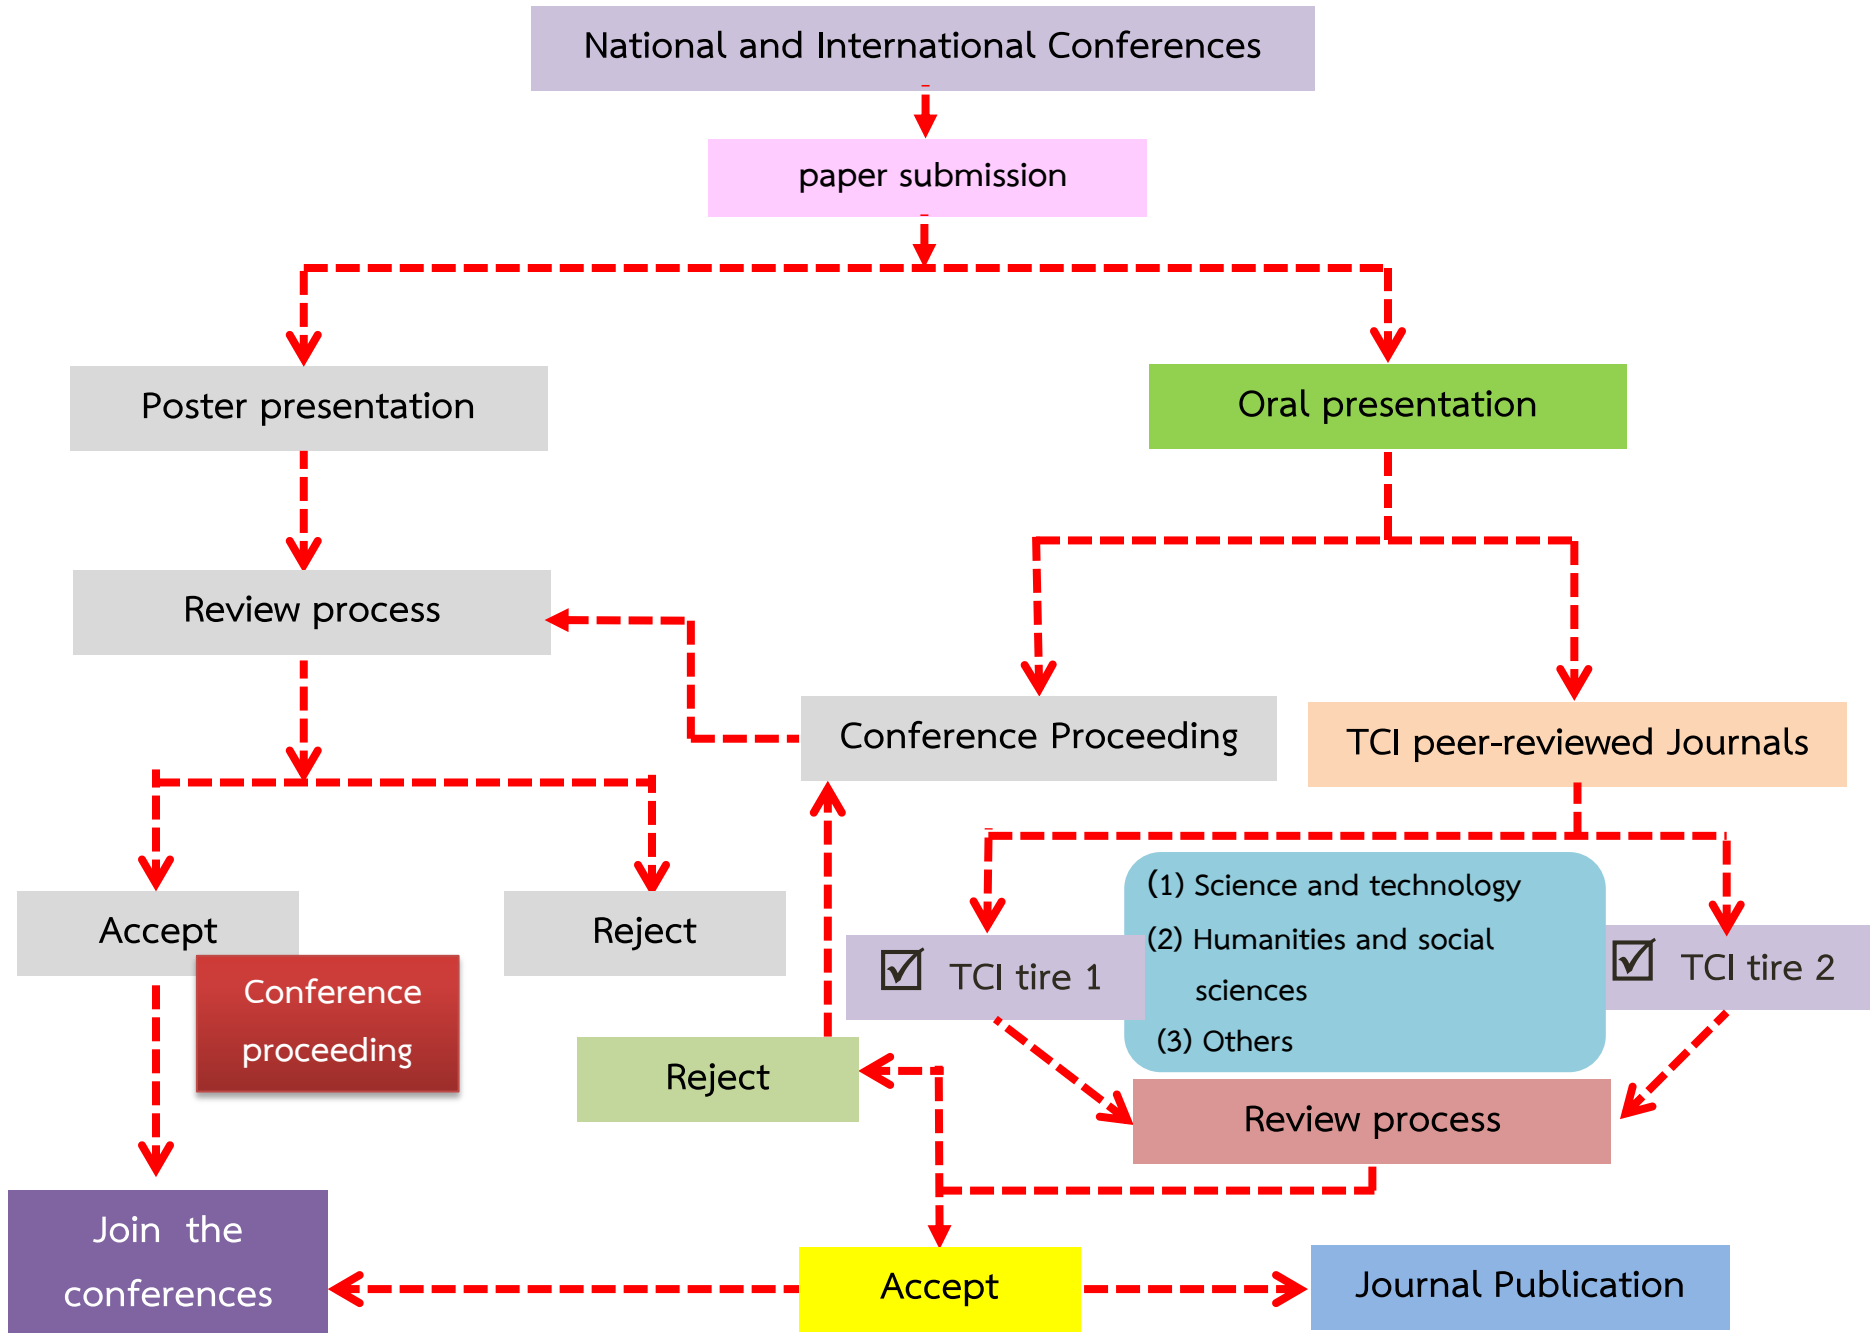 National and International Conferences
paper submission
Poster presentation
Oral presentation
Review process
Conference Proceeding
TCI peer-reviewed Journals
Accept
Reject
Conference
proceeding
(1) Science and technology
(2) Humanities and social
sciences
(3) Others
☑ TCI tire 1
☑ TCI tire 2
Reject
Review process
Join the
conferences
Accept
Journal Publication